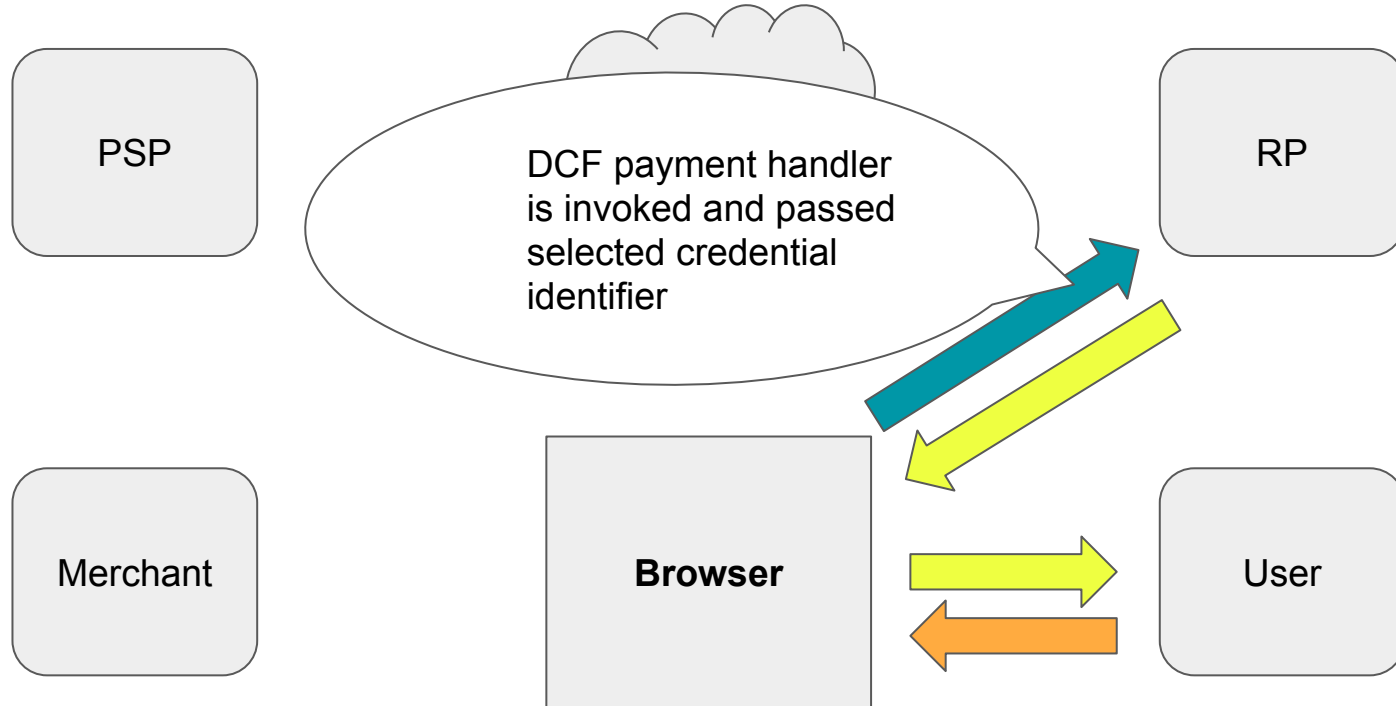 PSP
DCF payment handler
is invoked and passed
selected credential
identifier
RP
Merchant
Browser
User